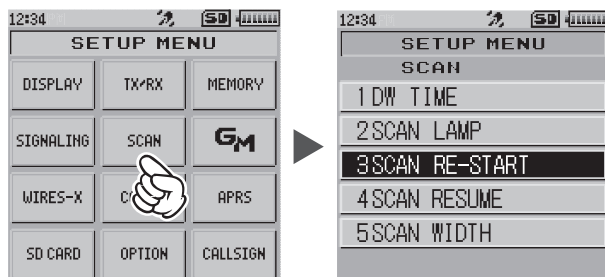 12:34 SD
SETUP MENU
DISPLAY TX/RX MEMORY
SIGNALING SCAN GM
WIRES-X APRS
SD CARD OPTION CALLSIGN
12:34 SD
SETUP MENU
SCAN
1 DW TIME
2 SCAN LAMP
3 SCAN RE-START
4 SCAN RESUME
5 SCAN WIDTH